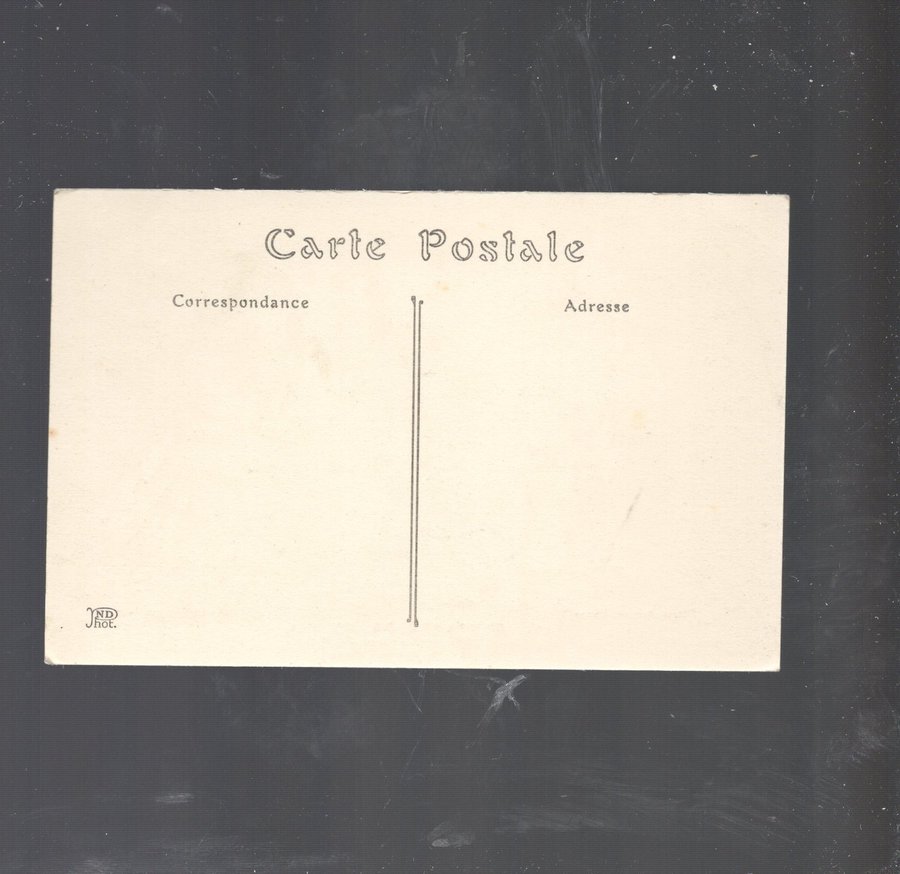 Carte Postale
Correspondance
Adresse
ND
Phot.